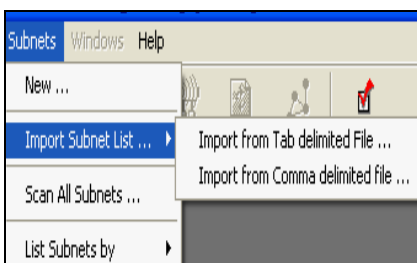 Subnets Windows Help
New ...
Import Subnet List ...
Import from Tab delimited File ...
Import from Comma delimited file ...
Scan All Subnets ...
List Subnets by